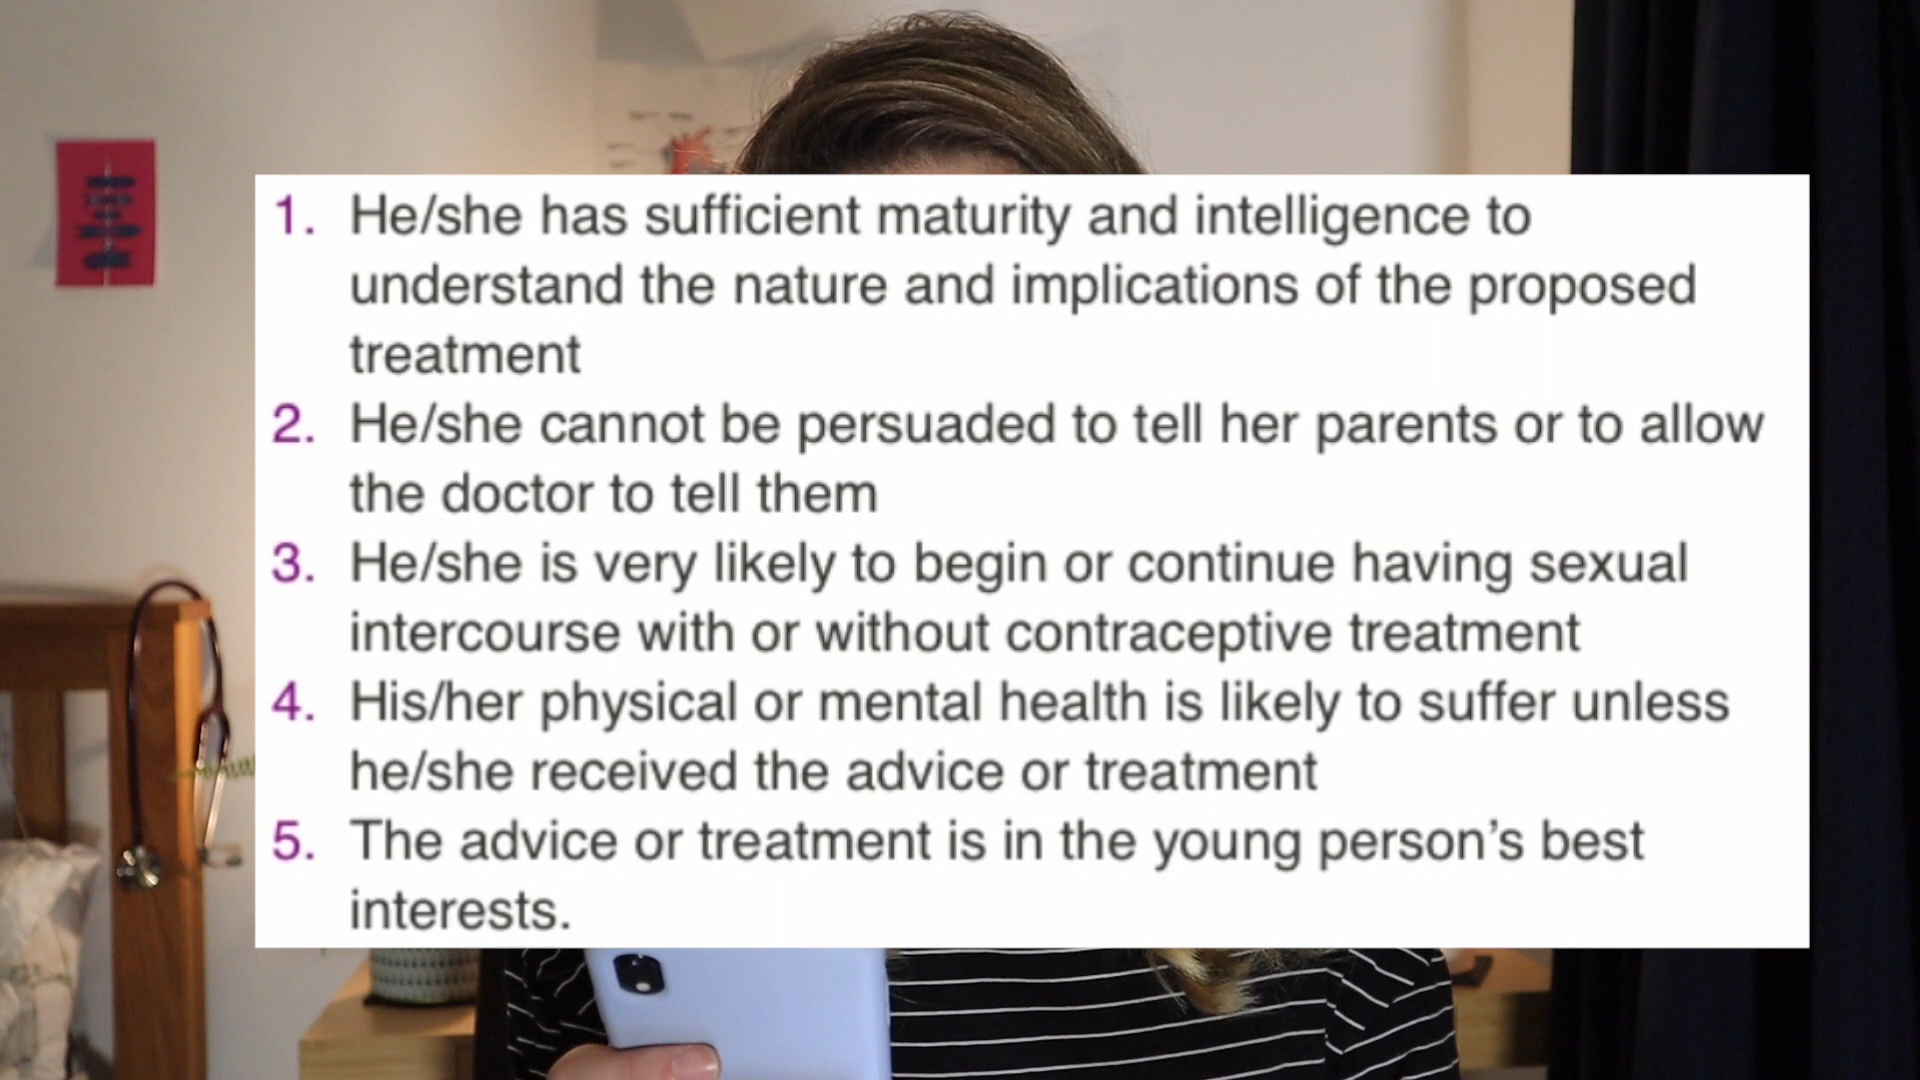 1. He/she has sufficient maturity and intelligence to
understand the nature and implications of the proposed
treatment
2. He/she cannot be persuaded to tell her parents or to allow
the doctor to tell them
3. He/she is very likely to begin or continue having sexual
intercourse with or without contraceptive treatment
4. His/her physical or mental health is likely to suffer unless
he/she received the advice or treatment
5. The advice or treatment is in the young person’s best
interests.